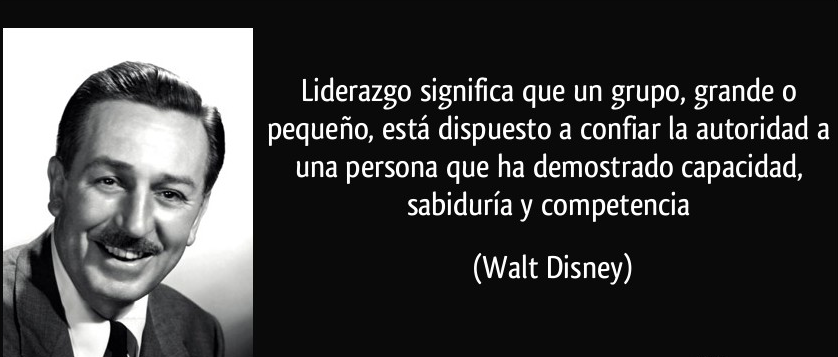 Liderazgo significa que un grupo, grande o
pequeño, está dispuesto a confiar la autoridad a
una persona que ha demostrado capacidad,
sabiduría y competencia
(Walt Disney)